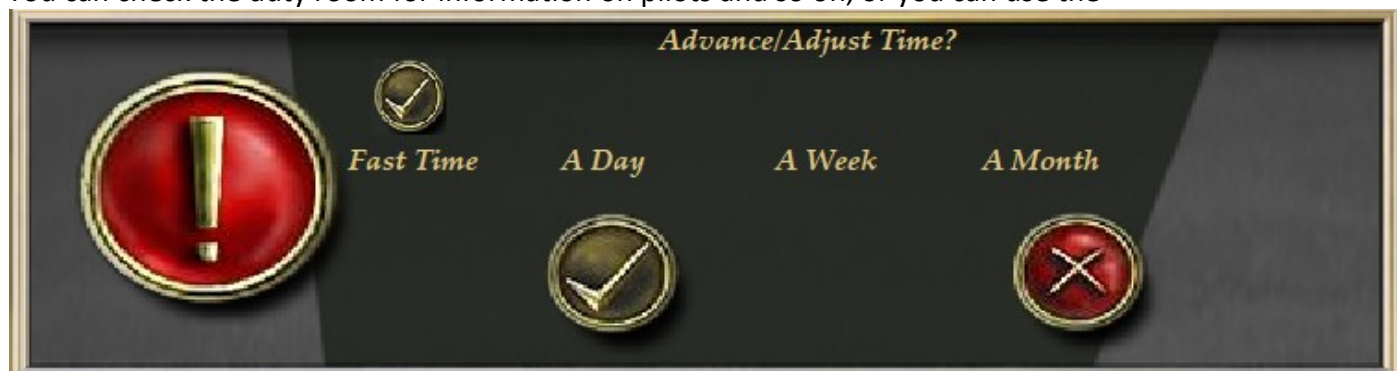 You can check the duty room for information on pilots and so on, or you can use the
Advance/Adjust Time?
Fast Time A Day A Week A Month